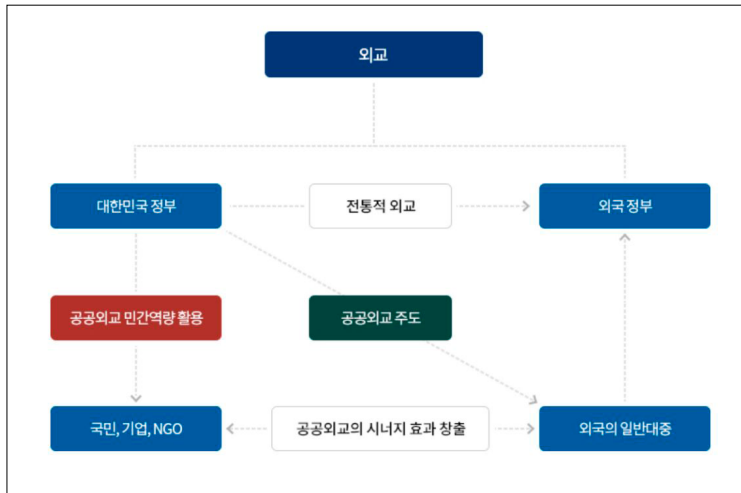 외교
대한민국 정부
전통적 외교
외국 정부
공공외교 민간역량 활용
공공외교 주도
국민, 기업, NGO
공공외교의 시너지 효과 창출
외국의 일반대중